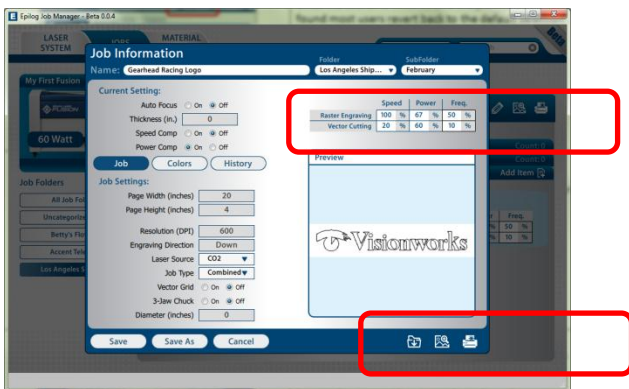 Epilog Job Manager - Beta 0.0.4
found most users revert back to the defau
LASER
SYSTEM
JOBS
MATERIAL
Beta
Job Information
Name: Gearhead Racing Logo
Folder
Los Angeles Ship...
SubFolder
February
My First Fusion
FUSION
60 Watt
Current Setting:
Auto Focus On Off
Thickness (in.) 0
Speed Comp On Off
Power Comp On Off
Speed Power Freq.
Raster Engraving 100 % 67 % 50 %
Vector Cutting 20 % 60 % 10 %
Count:0
Count:0
Add Item
Job Colors History
Preview
Job Folders
All Job Fol
Uncategorize
Betty's Flo
Accent Tele
Los Angeles S
Job Settings:
Page Width (inches) 20
Page Height (inches) 4
Resolution (DPI) 600
Engraving Direction Down
Laser Source CO2
Job Type Combined
Vector Grid On Off
3-Jaw Chuck On Off
Diameter (inches) 0
Visionworks
Freq.
% 50 %
% 10 %
Save Save As Cancel